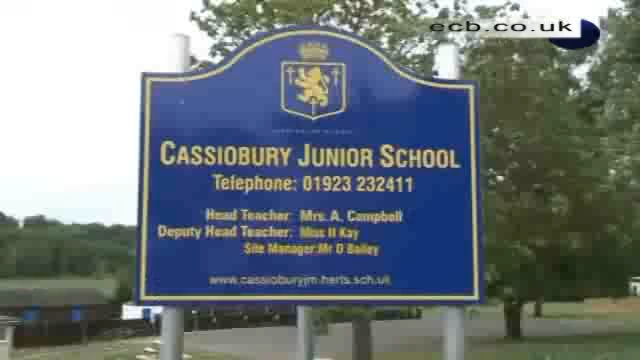 ecb.co.uk
CASSIOBURY JUNIOR SCHOOL
Telephone: 01923 232411
Head Teacher: Mrs. A. Campbell
Deputy Head Teacher: Miss H Kay
Site Manager: Mr D Bailey
www.cassioburyjm.herts.sch.uk